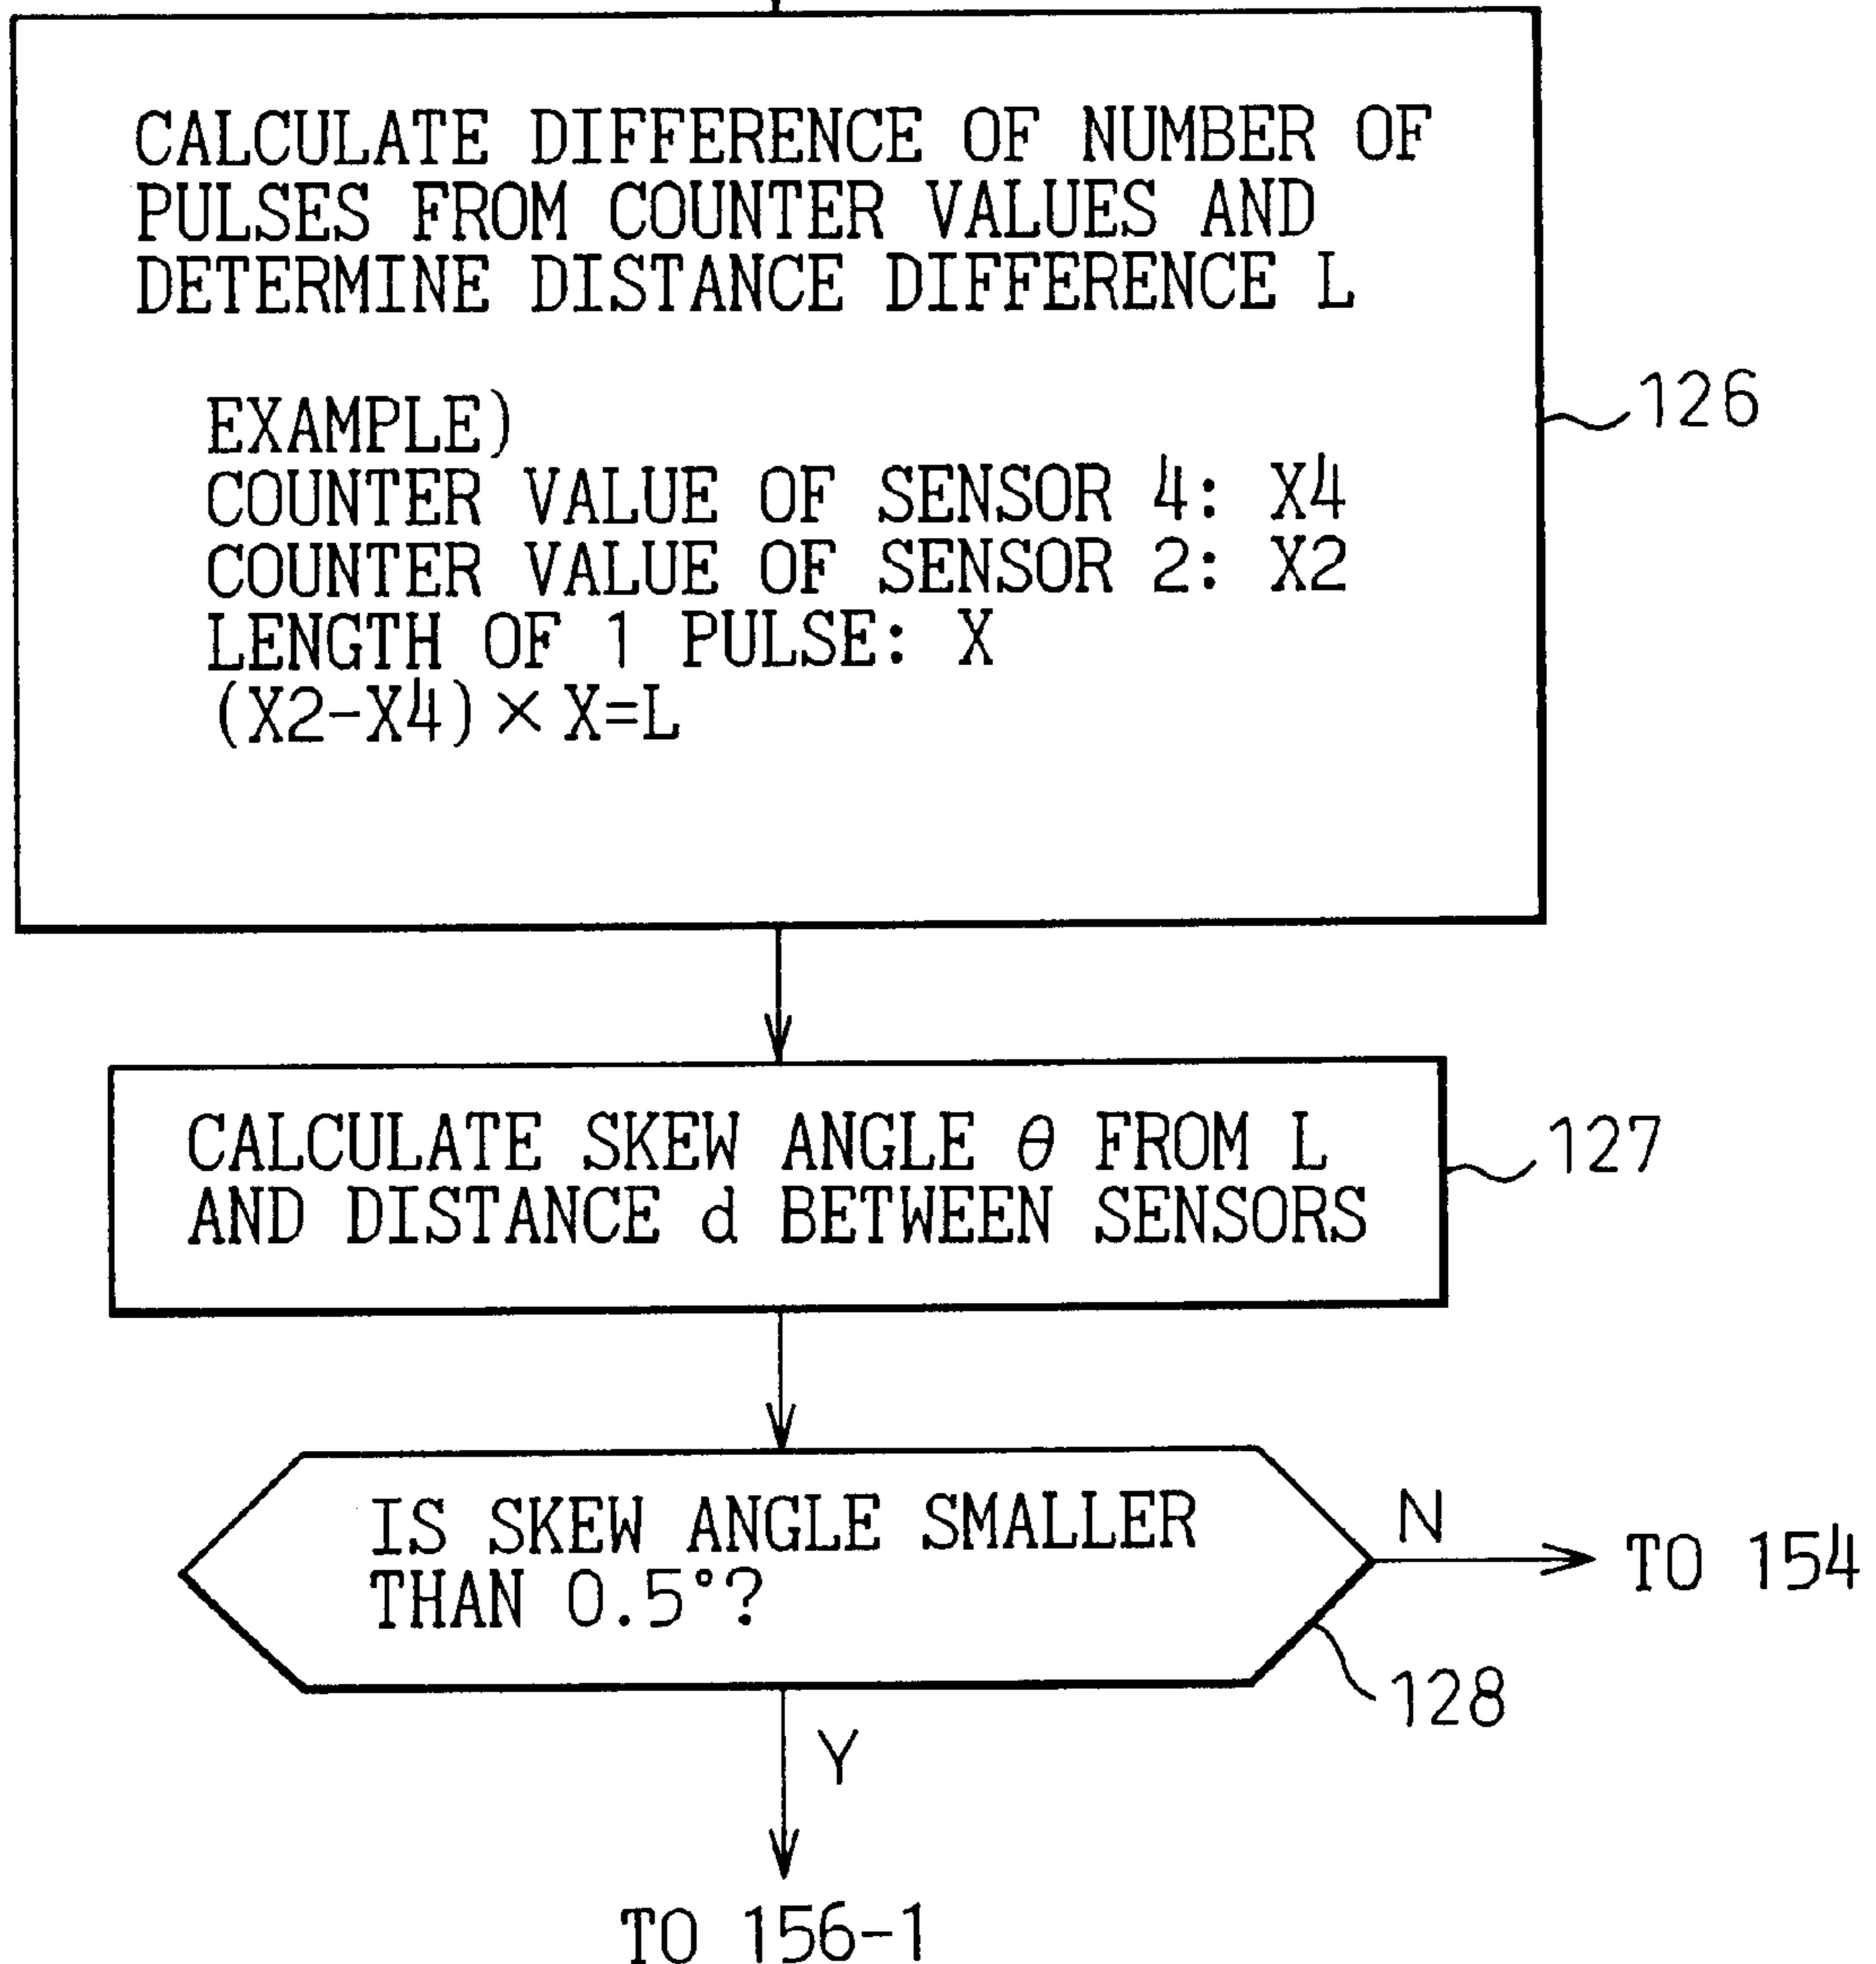 CALCULATE DIFFERENCE OF NUMBER OF
PULSES FROM COUNTER VALUES AND
DETERMINE DISTANCE DIFFERENCE L
EXAMPLE)
COUNTER VALUE OF SENSOR 4: X4
COUNTER VALUE OF SENSOR 2: X2
LENGTH OF 1 PULSE: X
(X2-X4)×X=L
126
CALCULATE SKEW ANGLE θ FROM L
AND DISTANCE d BETWEEN SENSORS
127
IS SKEW ANGLE SMALLER
THAN 0.5°?
N
TO 154
128
Y
TO 156-1